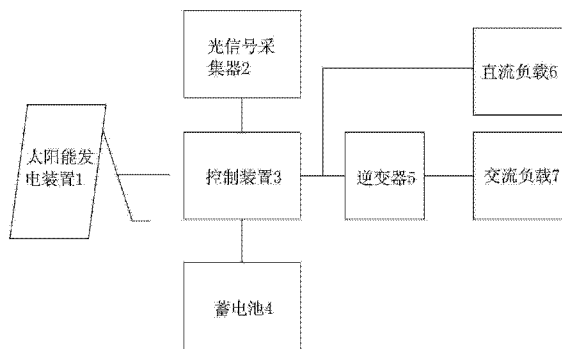 光信号采
集器2
直流负载6
太阳能发
电装置1
控制装置3
逆变器5
交流负载7
蓄电池4